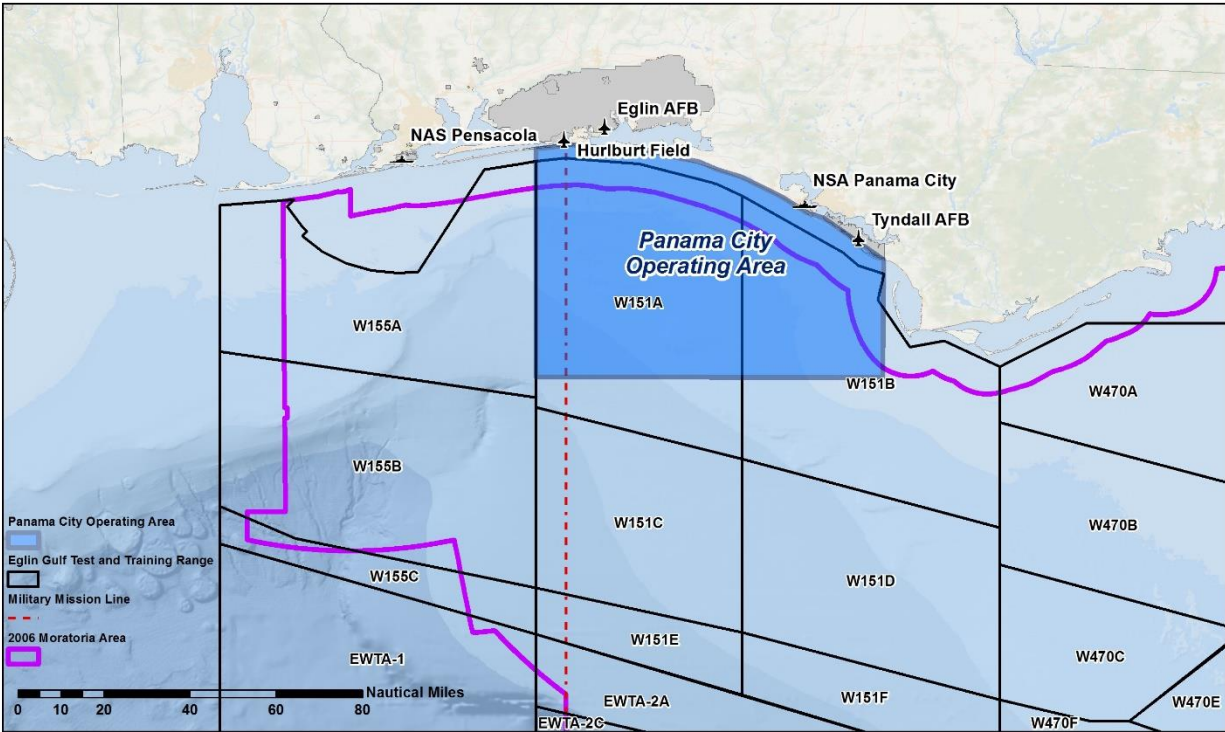 Eglin AFB
NAS Pensacola
Hurlburt Field
NSA Panama City
Tyndall AFB
Panama City
Operating Area
W151A
W155A
W151B
W470A
W155B
W151C
W470B
W155C
W151D
W151E
W470C
EWTA-1
EWTA-2A
W151F
W470E
EWTA-2C
W470F
Panama City Operating Area
Eglin Gulf Test and Training Range
Military Mission Line
2006 Moratoria Area
Nautical Miles
0 10 20 40 60 80